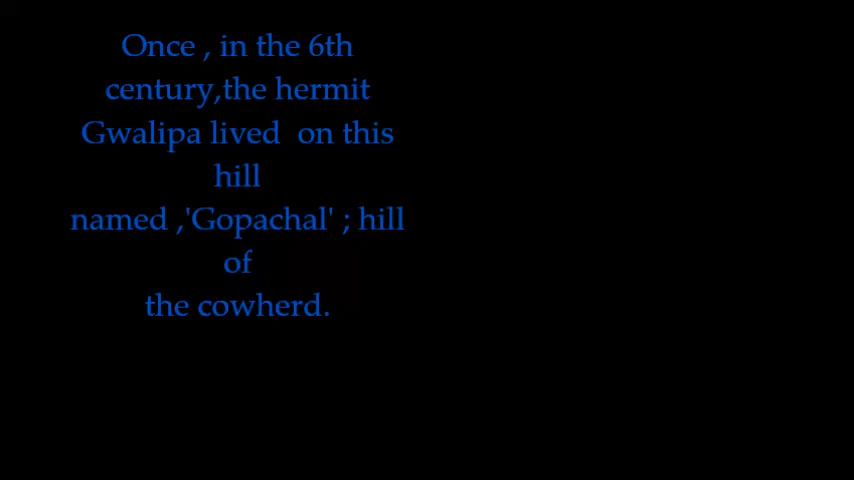 Once , in the 6th
century,the hermit
Gwalipa lived  on this
hill
named ,'Gopachal' ; hill
of
the cowherd.